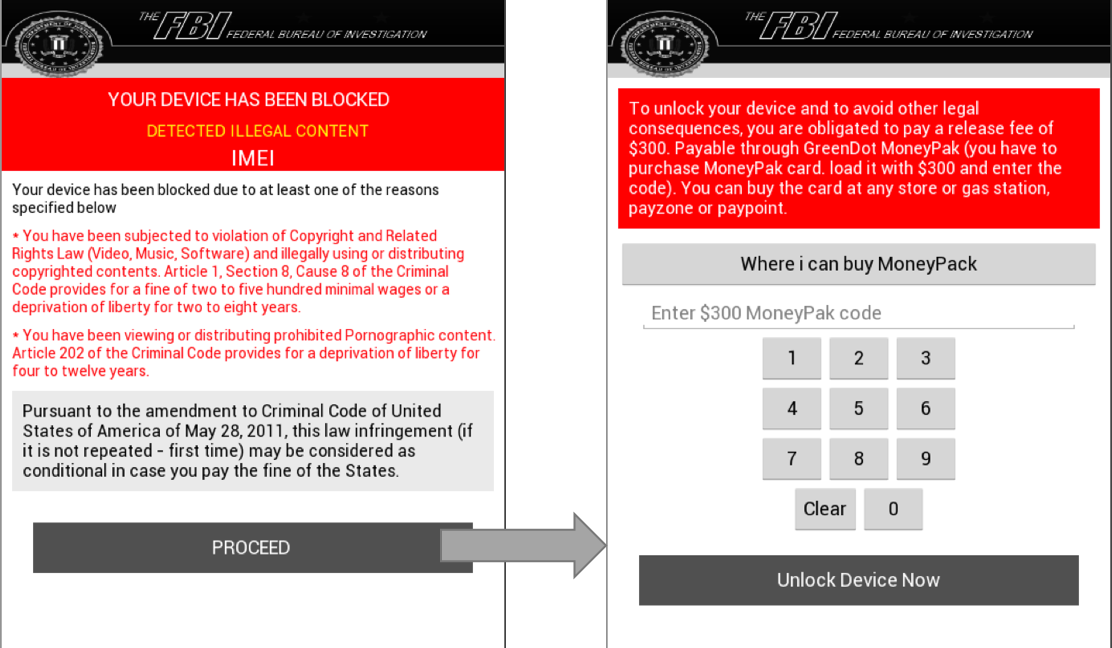 THE FBI FEDERAL BUREAU OF INVESTIGATION
YOUR DEVICE HAS BEEN BLOCKED
DETECTED ILLEGAL CONTENT
IMEI
Your device has been blocked due to at least one of the reasons
specified below
* You have been subjected to violation of Copyright and Related
Rights Law (Video, Music, Software) and illegally using or distributing
copyrighted contents. Article 1, Section 8, Cause 8 of the Criminal
Code provides for a fine of two to five hundred minimal wages or a
deprivation of liberty for two to eight years.
* You have been viewing or distributing prohibited Pornographic content.
Article 202 of the Criminal Code provides for a deprivation of liberty for
four to twelve years.
Pursuant to the amendment to Criminal Code of United
States of America of May 28, 2011, this law infringement (if
it is not repeated - first time) may be considered as
conditional in case you pay the fine of the States.
PROCEED
THE FBI FEDERAL BUREAU OF INVESTIGATION
To unlock your device and to avoid other legal
consequences, you are obligated to pay a release fee of
$300. Payable through GreenDot MoneyPak (you have to
purchase MoneyPak card. load it with $300 and enter the
code). You can buy the card at any store or gas station,
payzone or paypoint.
Where i can buy MoneyPack
Enter $300 MoneyPak code
1 2 3
4 5 6
7 8 9
Clear 0
Unlock Device Now